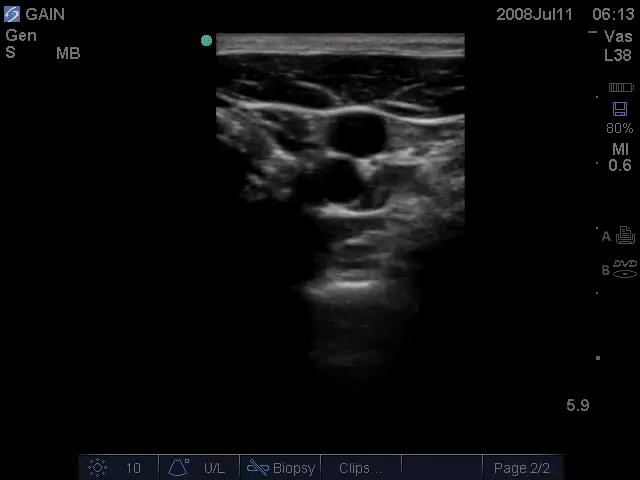 GAIN 2008Jul11 06:13
Gen Vas
S MB L38
80%
MI
0.6
A
B DVD
5.9
10 U/L Biopsy Clips... Page 2/2